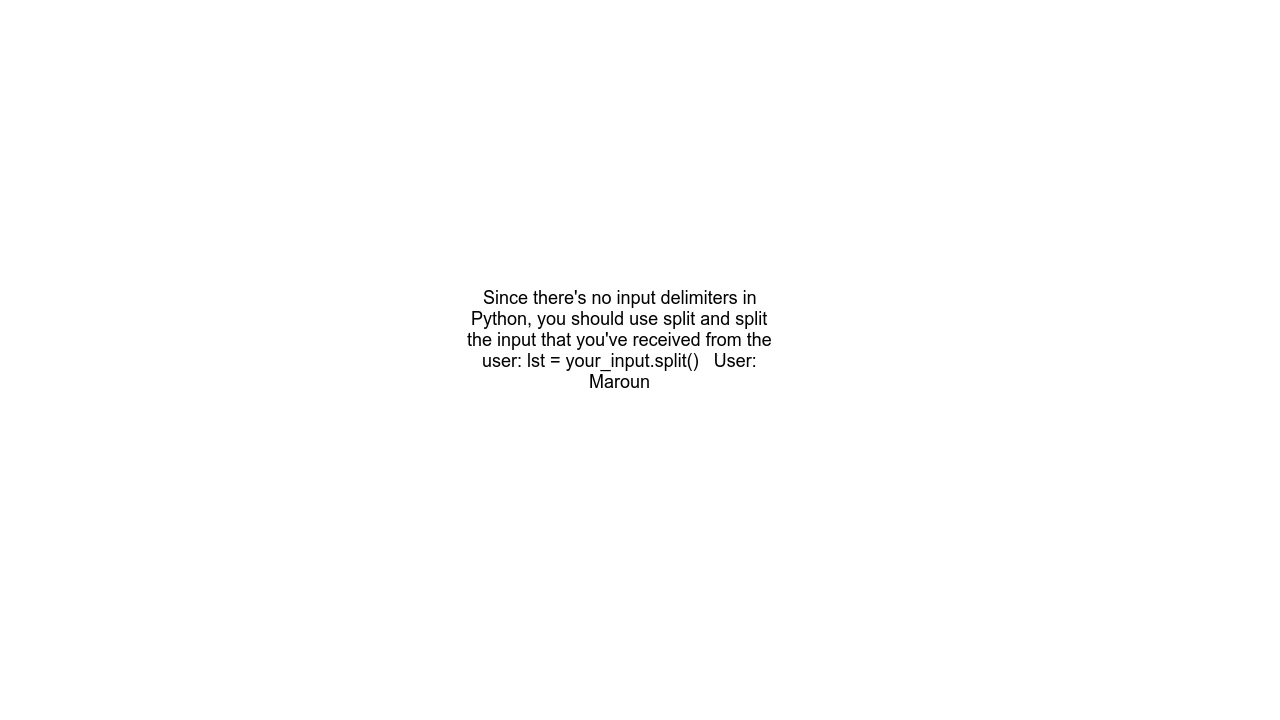 Since there's no input delimiters in
Python, you should use split and split
the input that you've received from the
user: lst = your_input.split()   User:
Maroun